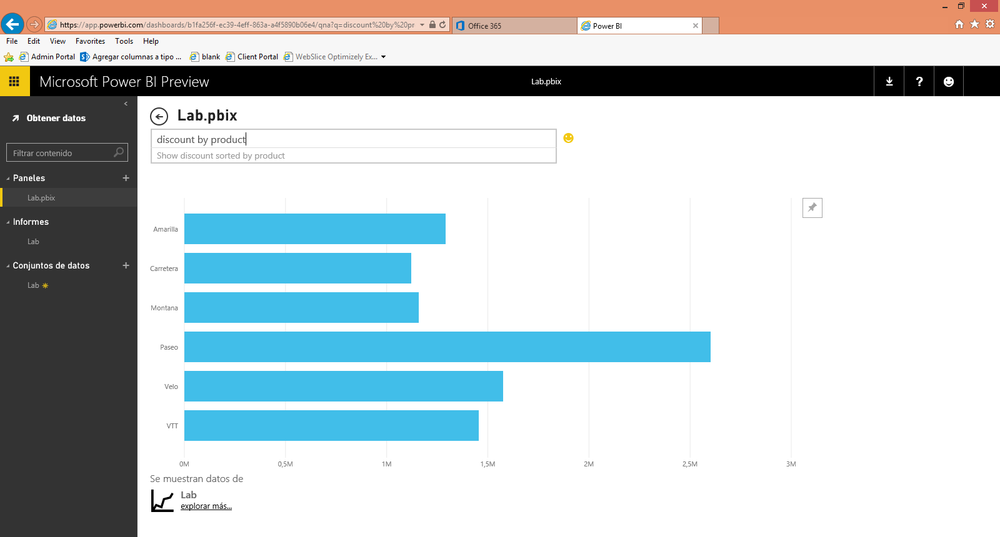 https://app.powerbi.com/dashboards/b1fa256f-ec39-4eff-863a-a4f5890b06e4/qna?q=discount%20by%20pr
Office 365
Power BI
File Edit View Favorites Tools Help
Admin Portal Agregar columnas a tipo ... blank Client Portal WebSlice Optimizely Ex...
Microsoft Power BI Preview
Lab.pbix
?
Obtener datos
Filtrar contenido
Paneles
Lab.pbix
Informes
Lab
Conjuntos de datos
Lab
Lab.pbix
discount by product
Show discount sorted by product
Amarilla
Carretera
Montana
Paseo
Velo
VTT
0M 0,5M 1M 1,5M 2M 2,5M 3M
Se muestran datos de
Lab
explorar más...